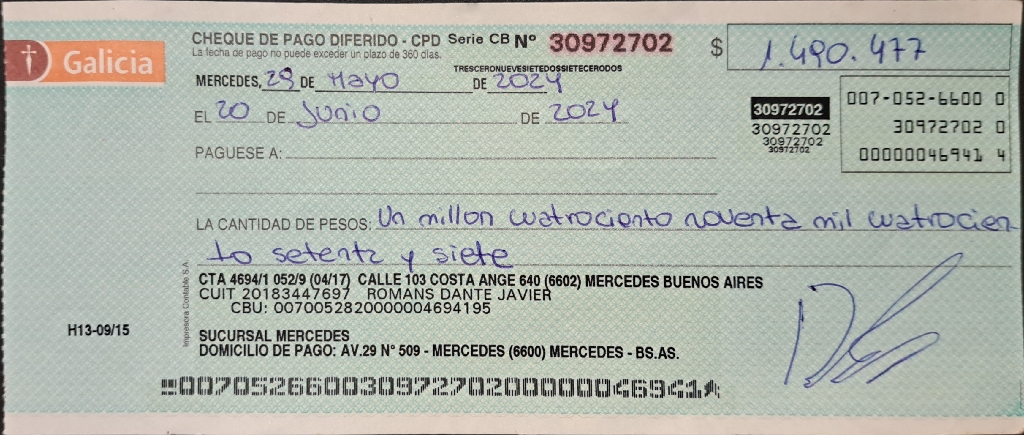 Galicia
CHEQUE DE PAGO DIFERIDO - CPD Serie CB Nº 30972702
La fecha de pago no puede exceder un plazo de 360 días.
TRESCERONUEVESIETEDOSSIETECERODOS
$ 1.490.477
MERCEDES, 29 DE Mayo DE 2024
EL 20 DE Junio DE 2024
PAGUESE A:
30972702
30972702
30972702
30972702
007-052-6600 0
30972702 0
00000046941 4
LA CANTIDAD DE PESOS: Un millon cuatrociento noventa mil cuatrocien
to setenta y siete
CTA 4694/1 052/9 (04/17) CALLE 103 COSTA ANGE 640 (6602) MERCEDES BUENOS AIRES
CUIT 20183447697 ROMANS DANTE JAVIER
CBU: 0070052820000004694195
Impresora Contable S.A.
H13-09/15
SUCURSAL MERCEDES
DOMICILIO DE PAGO: AV.29 N° 509 - MERCEDES (6600) MERCEDES - BS.AS.